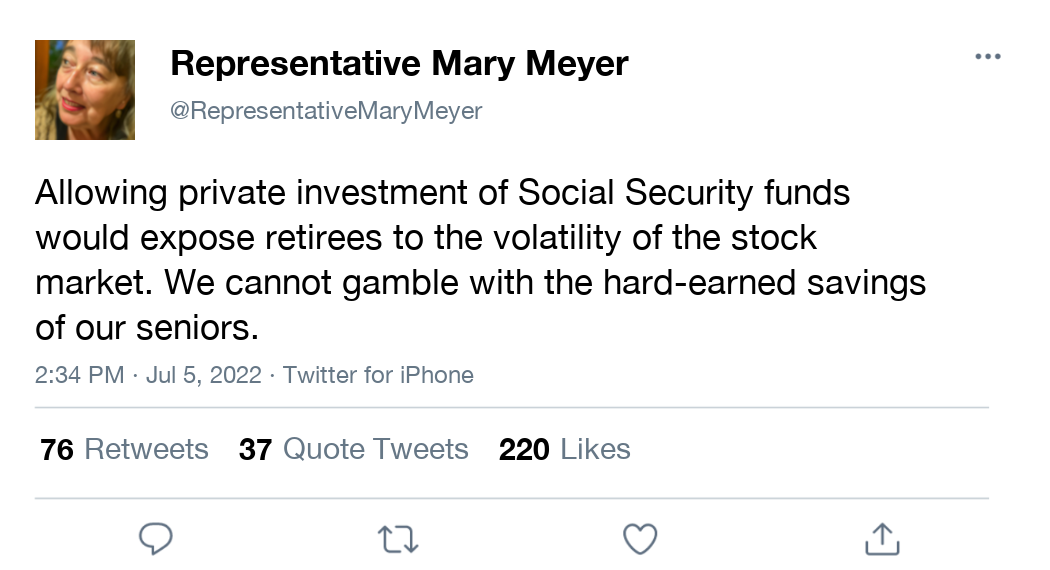 Representative Mary Meyer
@RepresentativeMaryMeyer
Allowing private investment of Social Security funds
would expose retirees to the volatility of the stock
market. We cannot gamble with the hard-earned savings
of our seniors.
2:34 PM · Jul 5, 2022 · Twitter for iPhone
76 Retweets 37 Quote Tweets 220 Likes